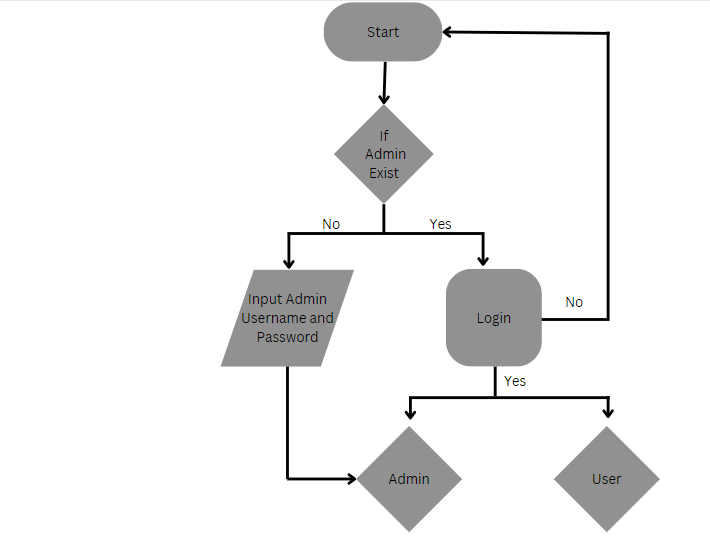 Start
If
Admin
Exist
No
Yes
Input Admin
Username and
Password
Login
No
Yes
Admin
User